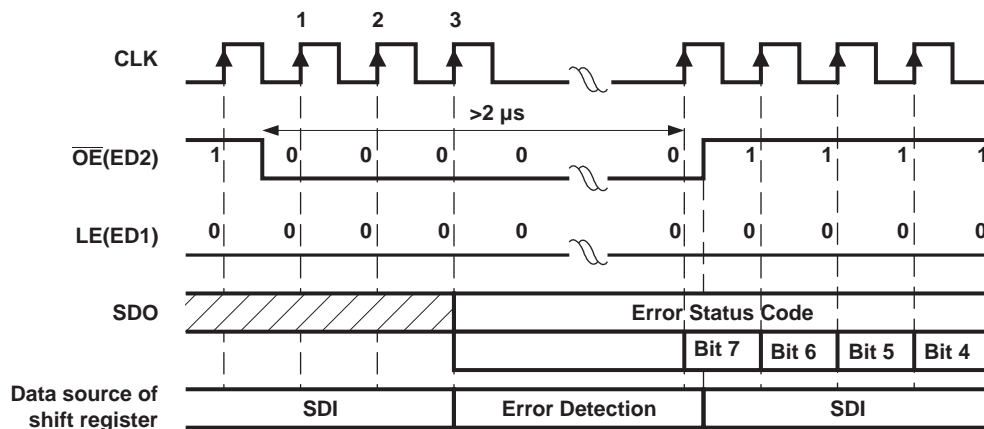 1 2 3
CLK
>2 µs
OE(ED2) 1 0 0 0 0 0 1 1 1 1
LE(ED1) 0 0 0 0 0 0 0 0 0 0
SDO Error Status Code
Bit 7 Bit 6 Bit 5 Bit 4
Data source of
shift register SDI Error Detection SDI